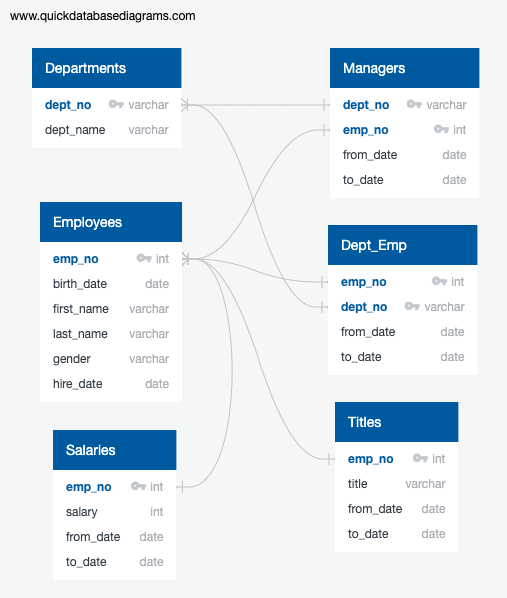 www.quickdatabasediagrams.com
Departments
dept_no varchar
dept_name varchar
Employees
emp_no int
birth_date date
first_name varchar
last_name varchar
gender varchar
hire_date date
Salaries
emp_no int
salary int
from_date date
to_date date
Managers
dept_no varchar
emp_no int
from_date date
to_date date
Dept_Emp
emp_no int
dept_no varchar
from_date date
to_date date
Titles
emp_no int
title varchar
from_date date
to_date date